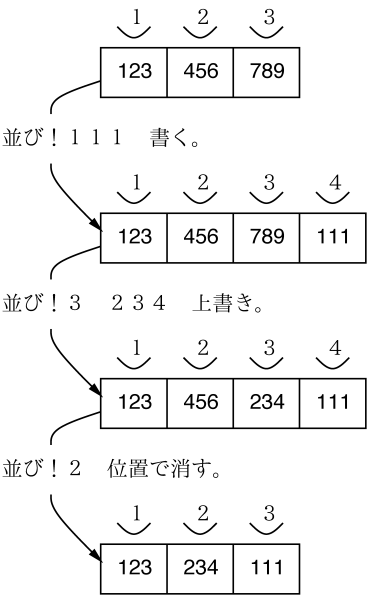 1 2 3
123 456 789
並び！１１１　書く。
1 2 3 4
123 456 789 111
並び！３　２３４　上書き。
1 2 3 4
123 456 234 111
並び！２　位置で消す。
1 2 3
123 234 111